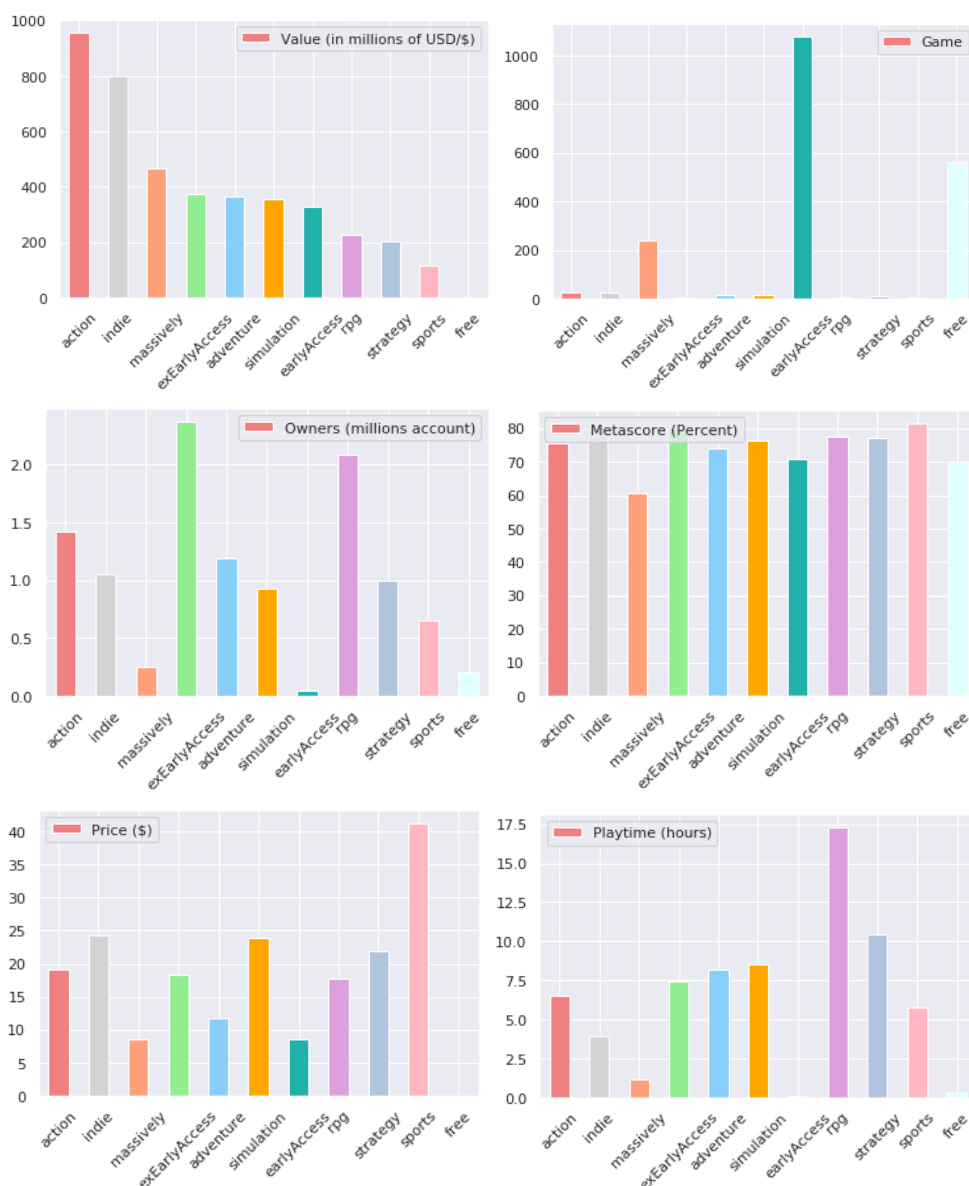 1000
800
600
400
200
0
Value (in millions of USD/$)
action
indie
massively
exEarlyAccess
adventure
simulation
earlyAccess
rpg
strategy
sports
free
1000
800
600
400
200
0
Game
action
indie
massively
exEarlyAccess
adventure
simulation
earlyAccess
rpg
strategy
sports
free
2.0
1.5
1.0
0.5
0.0
Owners (millions account)
action
indie
massively
exEarlyAccess
adventure
simulation
earlyAccess
rpg
strategy
sports
free
80
70
60
50
40
30
20
10
0
Metascore (Percent)
action
indie
massively
exEarlyAccess
adventure
simulation
earlyAccess
rpg
strategy
sports
free
40
35
30
25
20
15
10
5
0
Price ($)
action
indie
massively
exEarlyAccess
adventure
simulation
earlyAccess
rpg
strategy
sports
free
17.5
15.0
12.5
10.0
7.5
5.0
2.5
0.0
Playtime (hours)
action
indie
massively
exEarlyAccess
adventure
simulation
earlyAccess
rpg
strategy
sports
free